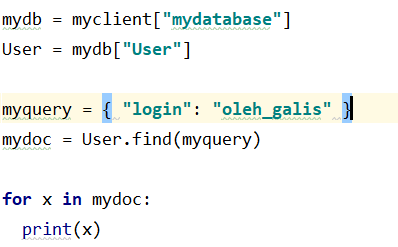 mydb = myclient["mydatabase"]
User = mydb["User"]
myquery = { "login": "oleh_galis" }
mydoc = User.find(myquery)
for x in mydoc:
print(x)